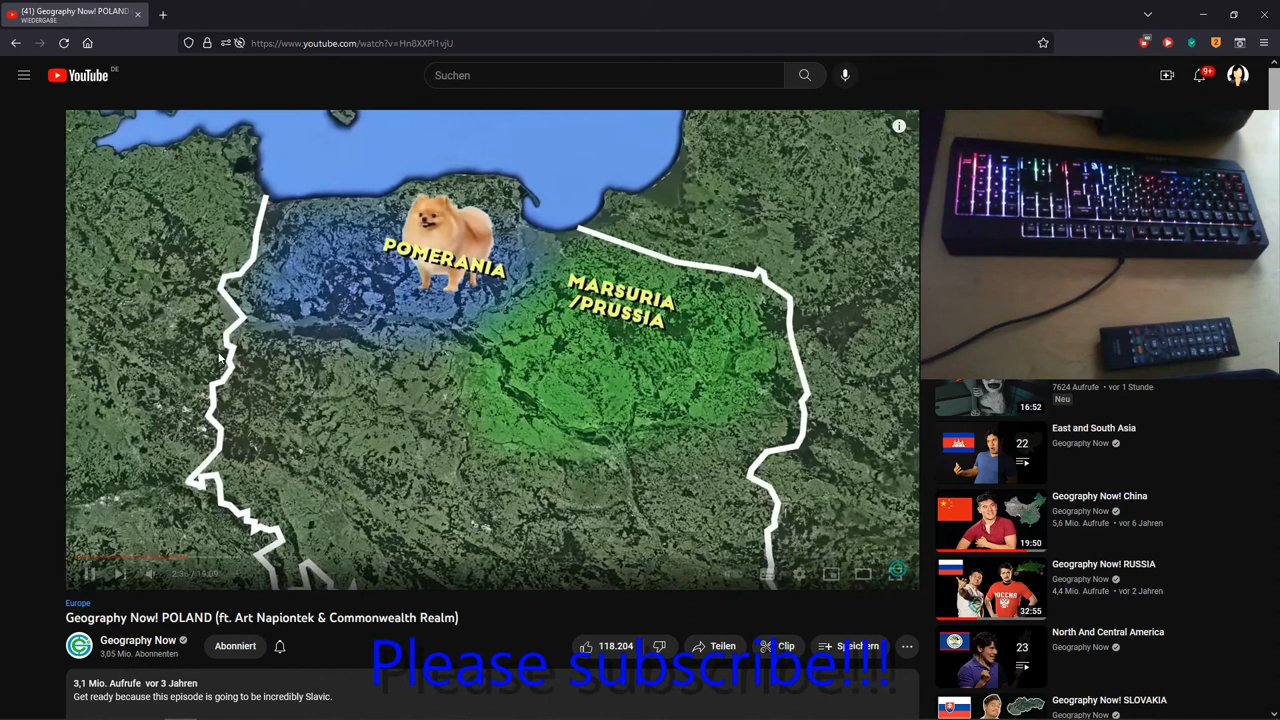 (41) Geography Now! POLAND
WIEDERGABE
https://www.youtube.com/watch?v=Hn8XXPl1vjU
2
YouTube DE
Suchen
9+
POMERANIA
MARSURIA
/PRUSSIA
2:36 / 19:09
7624 Aufrufe • vor 1 Stunde
Neu
16:52
East and South Asia
Geography Now
22
Geography Now! China
Geography Now
5,6 Mio. Aufrufe • vor 6 Jahren
19:50
Geography Now! RUSSIA
Geography Now
4,4 Mio. Aufrufe • vor 2 Jahren
РОССИЯ
32:55
North And Central America
Geography Now
23
Geography Now! SLOVAKIA
Geography Now
Europe
Geography Now! POLAND (ft. Art Napiontek & Commonwealth Realm)
Geography Now
3,05 Mio. Abonnenten
Abonniert
118.204
Teilen
Clip
Speichern
Please subscribe!!!
3,1 Mio. Aufrufe vor 3 Jahren
Get ready because this episode is going to be incredibly Slavic.